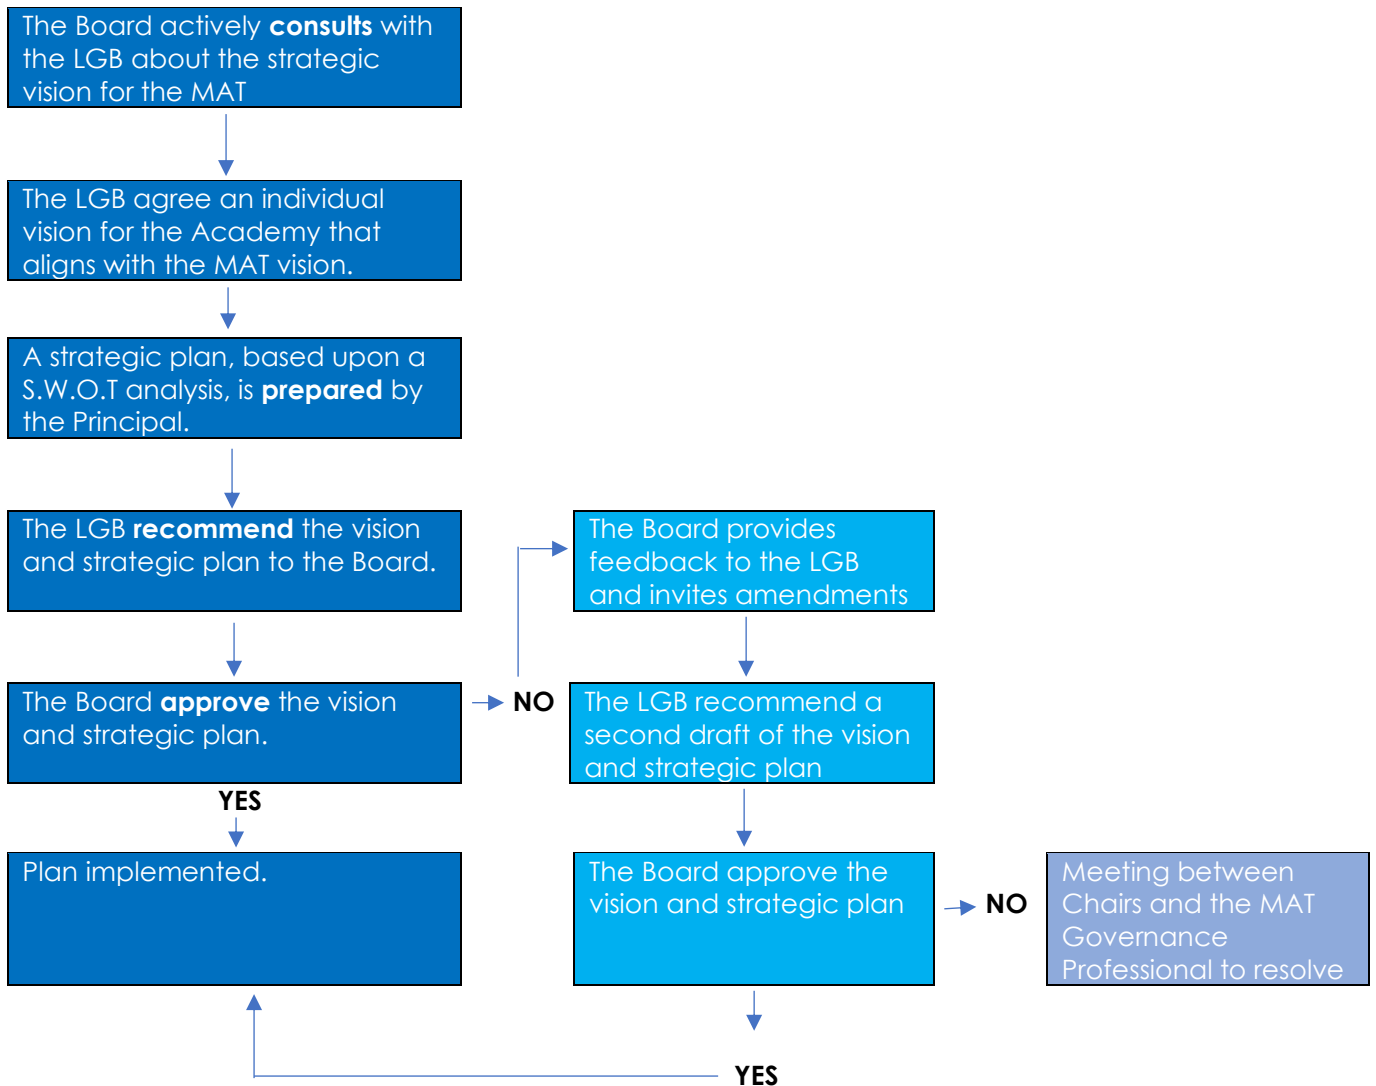 The Board actively consults with
the LGB about the strategic
vision for the MAT
The LGB agree an individual
vision for the Academy that
aligns with the MAT vision.
A strategic plan, based upon a
S.W.O.T analysis, is prepared by
the Principal.
The LGB recommend the vision
and strategic plan to the Board.
The Board provides
feedback to the LGB
and invites amendments
The Board approve the vision
and strategic plan.
NO
The LGB recommend a
second draft of the vision
and strategic plan
YES
Plan implemented.
The Board approve the
vision and strategic plan
NO
Meeting between
Chairs and the MAT
Governance
Professional to resolve
YES